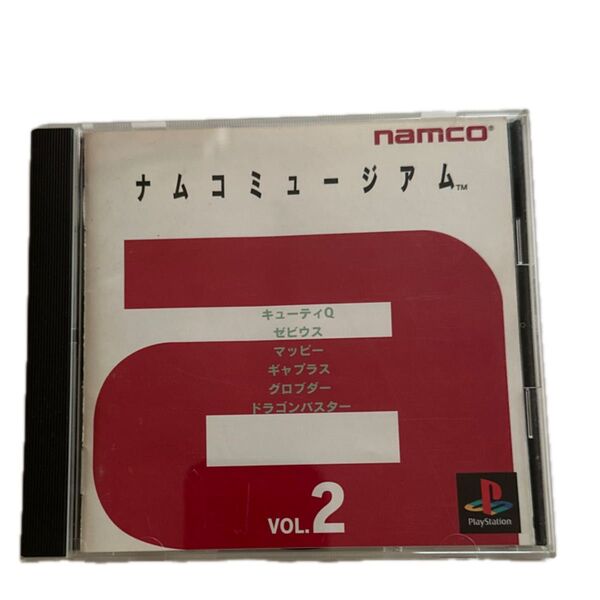 namco®
ナムコミュージアム™
キューティQ
ゼビウス
マッピー
ギャプラス
グロブダー
ドラゴンバスター
VOL.2
PlayStation